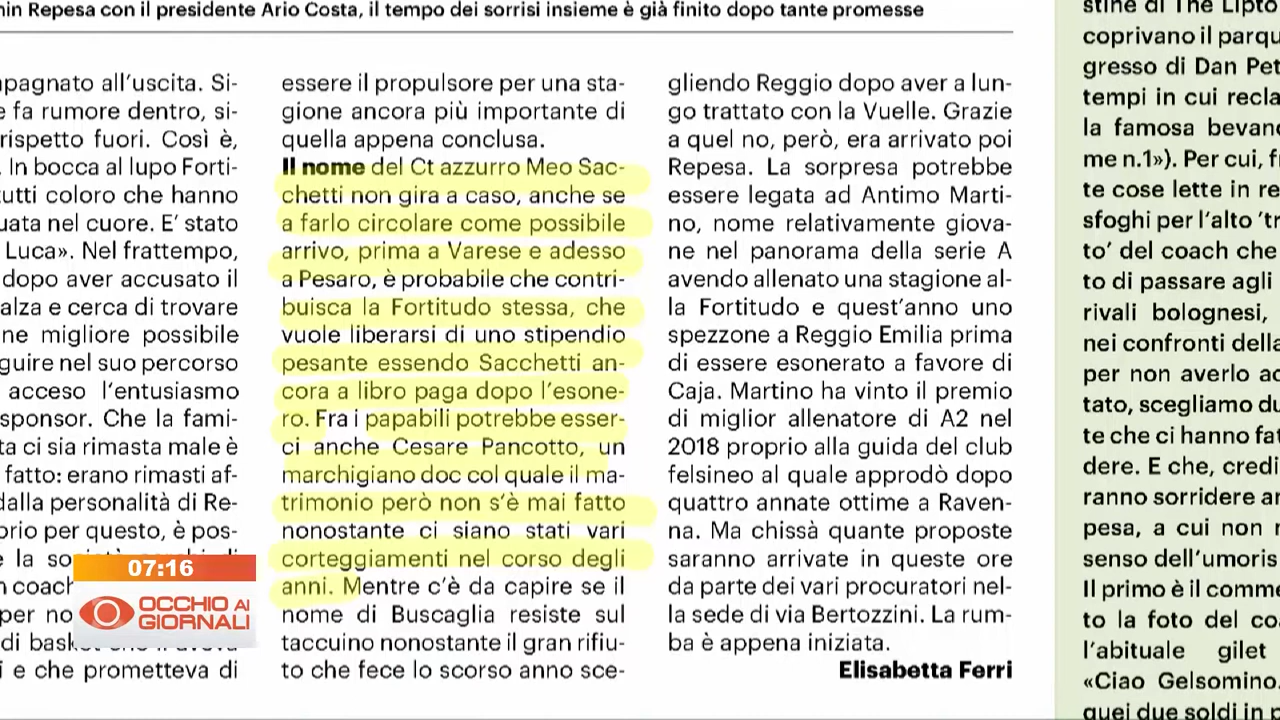 Repesa con il presidente Ario Costa, il tempo dei sorrisi insieme è già finito dopo tante promesse
all’uscita. Si-
fa rumore dentro, si-
rispetto fuori. Così è,
In bocca al lupo Forti-
tutti coloro che hanno
nel cuore. E’ stato
Luca». Nel frattempo,
dopo aver accusato il
e cerca di trovare
migliore possibile
nel suo percorso
acceso l’entusiasmo
sponsor. Che la fami-
ci sia rimasta male è
fatto: erano rimasti af-
dalla personalità di Re-
per questo, è pos-
la
coach
per
di
e che prometteva di
essere il propulsore per una sta-
gione ancora più importante di
quella appena conclusa.
Il nome del Ct azzurro Meo Sac-
chetti non gira a caso, anche se
a farlo circolare come possibile
arrivo, prima a Varese e adesso
a Pesaro, è probabile che contri-
buisca la Fortitudo stessa, che
vuole liberarsi di uno stipendio
pesante essendo Sacchetti an-
cora a libro paga dopo l’esone-
ro. Fra i papabili potrebbe esser-
ci anche Cesare Pancotto, un
marchigiano doc col quale il ma-
trimonio però non s’è mai fatto
nonostante ci siano stati vari
corteggiamenti nel corso degli
anni. Mentre c’è da capire se il
nome di Buscaglia resiste sul
taccuino nonostante il gran rifiu-
to che fece lo scorso anno sce-
gliendo Reggio dopo aver a lun-
go trattato con la Vuelle. Grazie
a quel no, però, era arrivato poi
Repesa. La sorpresa potrebbe
essere legata ad Antimo Marti-
no, nome relativamente giova-
ne nel panorama della serie A
avendo allenato una stagione al-
la Fortitudo e quest’anno uno
spezzone a Reggio Emilia prima
di essere esonerato a favore di
Caja. Martino ha vinto il premio
di miglior allenatore di A2 nel
2018 proprio alla guida del club
felsineo al quale approdò dopo
quattro annate ottime a Raven-
na. Ma chissà quante proposte
saranno arrivate in queste ore
da parte dei vari procuratori nel-
la sede di via Bertozzini. La rum-
ba è appena iniziata.
Elisabetta Ferri
stine di The Lipto
coprivano il parqu
gresso di Dan Pet
tempi in cui recla
la famosa bevan
me n.1»). Per cui, f
te cose lette in re
sfoghi per l’alto ’tr
to’ del coach che
to di passare agli
rivali bolognesi,
nei confronti della
per non averlo ac
tato, scegliamo du
te che ci hanno fat
dere. E che, credi
ranno sorridere an
pesa, a cui non
senso dell’umoris
Il primo è il comme
to la foto del co
l’abituale gilet
«Ciao Gelsomino.
quei due soldi in p
07:16
OCCHIO AI
GIORNALI